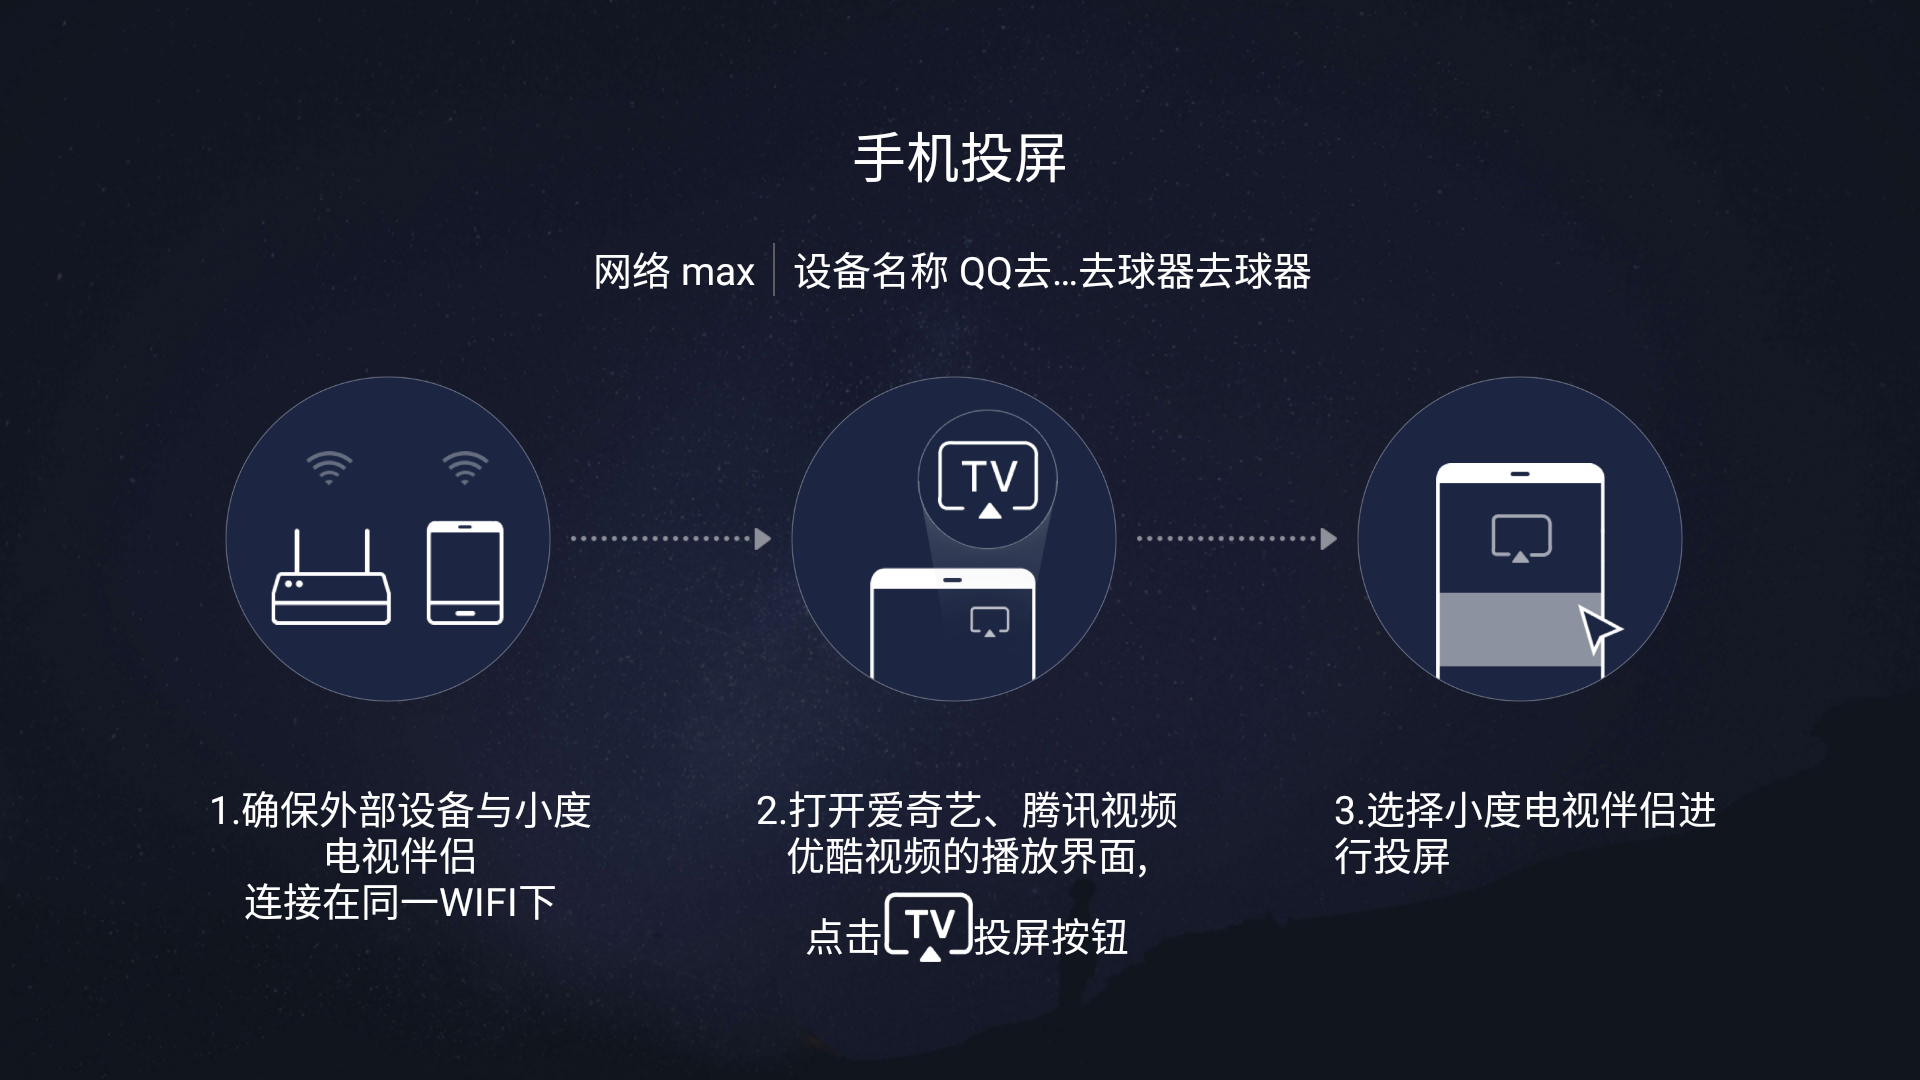 手机投屏
网络 max 设备名称 QQ去...去球器去球器
TV
1.确保外部设备与小度
电视伴侣
连接在同一WIFI下
2.打开爱奇艺、腾讯视频
优酷视频的播放界面,
点击TV投屏按钮
3.选择小度电视伴侣进
行投屏